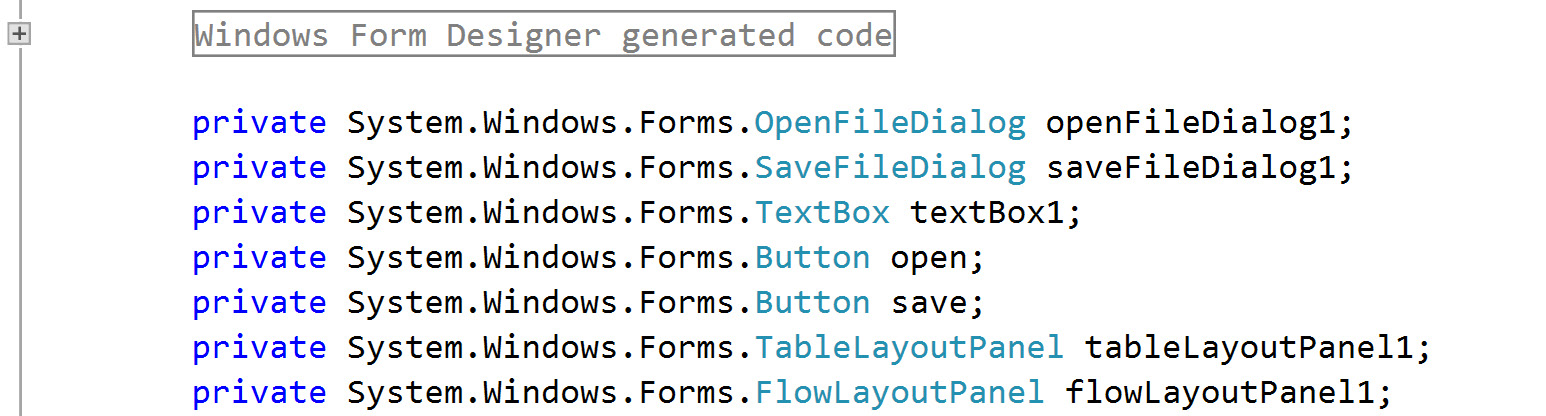 Windows Form Designer generated code
private System.Windows.Forms.OpenFileDialog openFileDialog1;
private System.Windows.Forms.SaveFileDialog saveFileDialog1;
private System.Windows.Forms.TextBox textBox1;
private System.Windows.Forms.Button open;
private System.Windows.Forms.Button save;
private System.Windows.Forms.TableLayoutPanel tableLayoutPanel1;
private System.Windows.Forms.FlowLayoutPanel flowLayoutPanel1;